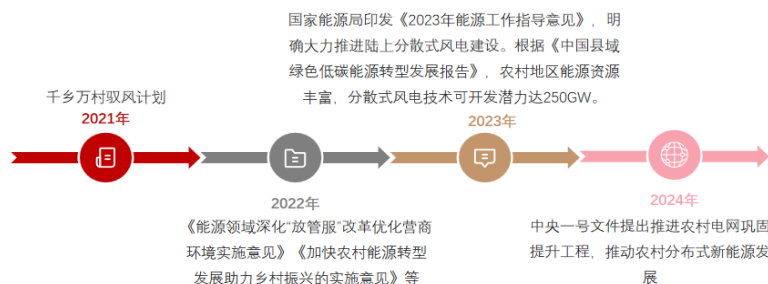 千乡万村驭风计划
2021年
2022年
《能源领域深化“放管服”改革优化营商
环境实施意见》《加快农村能源转型
发展助力乡村振兴的实施意见》等
国家能源局印发《2023年能源工作指导意见》，明
确大力推进陆上分散式风电建设。根据《中国县域
绿色低碳能源转型发展报告》，农村地区能源资源
丰富，分散式风电技术可开发潜力达250GW。
2023年
2024年
中央一号文件提出推进农村电网巩固
提升工程，推动农村分布式新能源发
展